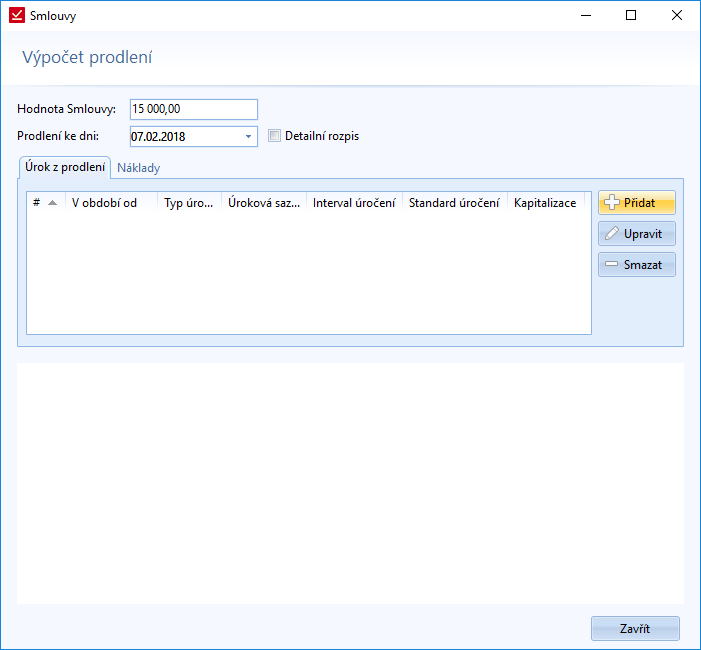 Smlouvy
Výpočet prodlení
Hodnota Smlouvy: 15 000,00
Prodlení ke dni: 07.02.2018 Detailní rozpis
Úrok z prodlení Náklady
# V období od Typ úro... Úroková saz... Interval úročení Standard úročení Kapitalizace
Přidat
Upravit
Smazat
Zavřít